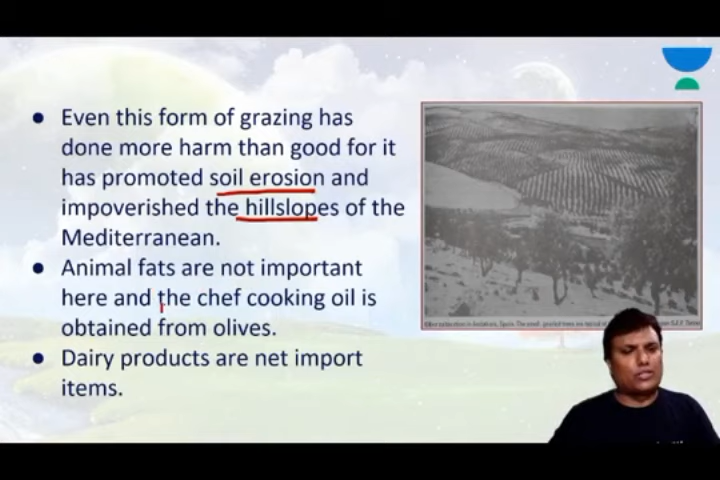 Even this form of grazing has
done more harm than good for it
has promoted soil erosion and
impoverished the hillslopes of the
Mediterranean.
Animal fats are not important
here and the chef cooking oil is
obtained from olives.
Dairy products are net import
items.